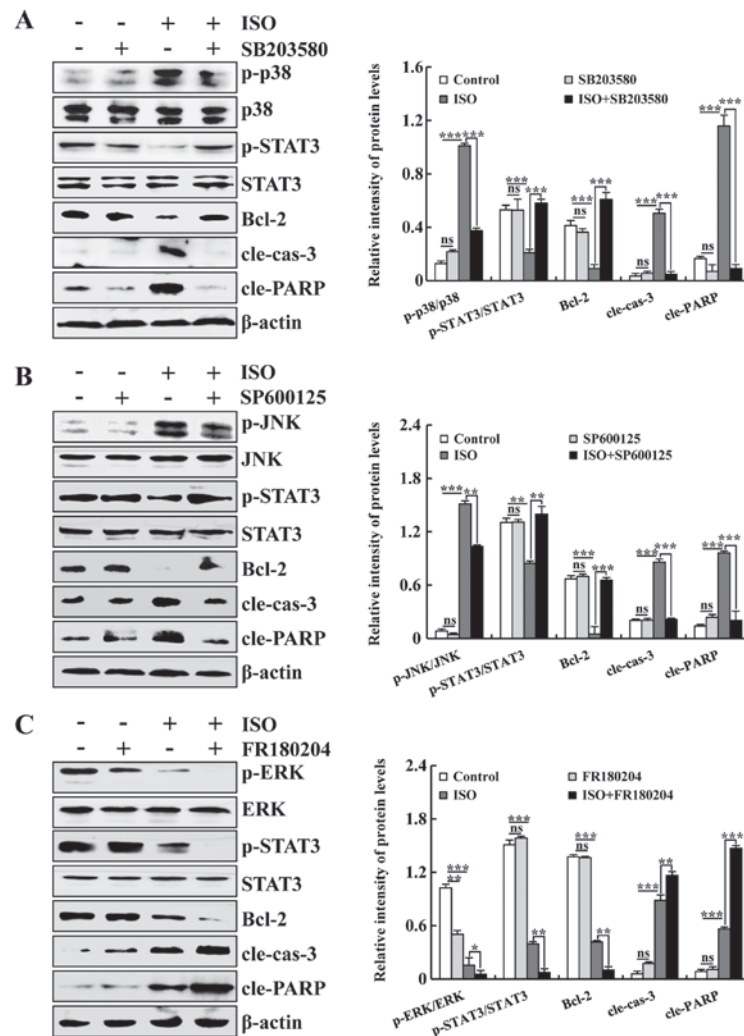 A
- - + + ISO
- + - + SB203580
p-p38
p38
p-STAT3
STAT3
Bcl-2
cle-cas-3
cle-PARP
β-actin
Relative intensity of protein levels
1.6
1.2
0.8
0.4
0
Control SB203580
ISO ISO+SB203580
ns *** ***
ns *** ***
ns *** ***
*** ***
ns *** ***
p-p38/p38
p-STAT3/STAT3
Bcl-2
cle-cas-3
cle-PARP
B
- - + + ISO
- + - + SP600125
p-JNK
JNK
p-STAT3
STAT3
Bcl-2
cle-cas-3
cle-PARP
β-actin
Relative intensity of protein levels
2.4
1.8
1.2
0.6
0
Control SP600125
ISO ISO+SP600125
ns *** **
ns ** **
ns *** ***
ns *** ***
ns *** ***
p-JNK/JNK
p-STAT3/STAT3
Bcl-2
cle-cas-3
cle-PARP
C
- - + + ISO
- + - + FR180204
p-ERK
ERK
p-STAT3
STAT3
Bcl-2
cle-cas-3
cle-PARP
β-actin
Relative intensity of protein levels
2.4
1.8
1.2
0.6
0
Control FR180204
ISO ISO+FR180204
*** ** *
*** ns **
*** ns **
ns *** **
ns *** ***
p-ERK/ERK
p-STAT3/STAT3
Bcl-2
cle-cas-3
cle-PARP